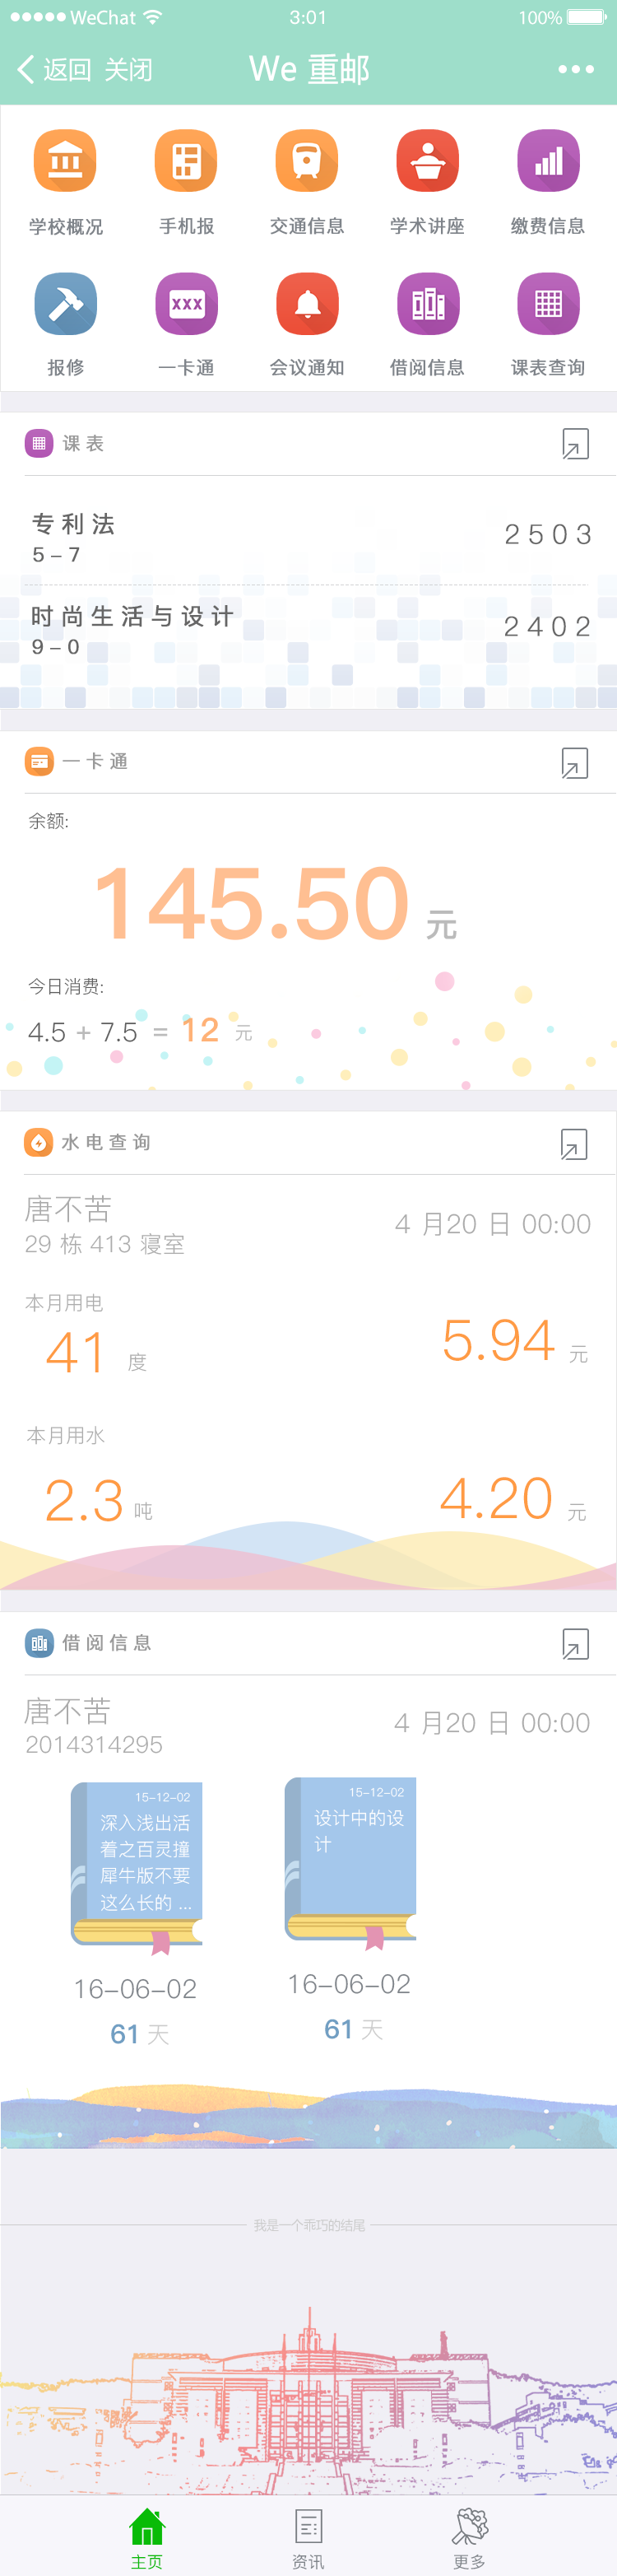 WeChat 3:01 100%
返回 关闭 We 重邮
学校概况 手机报 交通信息 学术讲座 缴费信息
XXX
报修 一卡通 会议通知 借阅信息 课表查询
课表
专利法
5-7
2503
时尚生活与设计
9-0
2402
一卡通
余额:
145.50 元
今日消费:
4.5 + 7.5 = 12 元
水电查询
唐不苦
29 栋 413 寝室
4 月20 日 00:00
本月用电
41 度
5.94 元
本月用水
2.3 吨
4.20 元
借阅信息
唐不苦
2014314295
4 月20 日 00:00
15-12-02
深入浅出活
着之百灵撞
犀牛版不要
这么长的 ...
16-06-02
61 天
15-12-02
设计中的设
计
16-06-02
61 天
我是一个乖巧的结尾
主页 资讯 更多